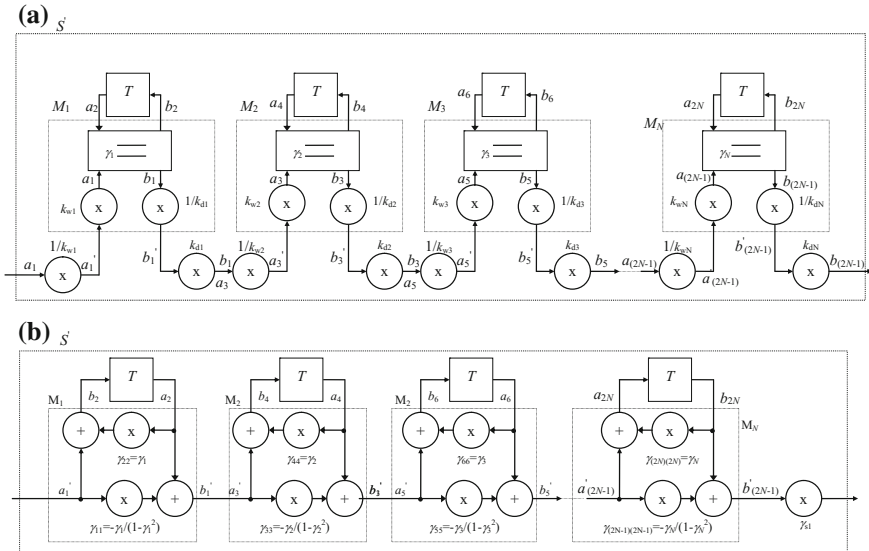 (a)
S'
T
T
T
T
a2
b2
a4
b4
a6
b6
a2N
b2N
M1
M2
M3
MN
γ1
γ2
γ3
γN
a1
b1
a3
b3
a5
b5
a(2N-1)
b(2N-1)
kw1
x
x
1/kd1
kw2
x
x
1/kd2
kw3
x
x
1/kd3
kwN
x
x
1/kdN
a1
1/kw1
x
a1'
b1'
kd1
x
b1
a3
1/kw2
x
a3'
b3'
kd2
x
b3
a5
1/kw3
x
a5'
b5'
kd3
x
b5
a(2N-1)
1/kwN
x
a(2N-1)
b'(2N-1)
kdN
x
b(2N-1)
(b)
S'
T
T
T
T
M1
b2
a2
M2
b4
a4
M2
b6
a6
a2N
b2N
MN
+
x
+
x
+
x
+
x
γ22=γ1
γ44=γ2
γ66=γ3
γ(2N)(2N)=γN
a1'
x
+
b1'
a3'
x
+
b3'
a5'
x
+
b5'
a'(2N-1)
x
+
b'(2N-1)
x
γ11=-γ1/(1-γ1²)
γ33=-γ2/(1-γ2²)
γ55=-γ3/(1-γ3²)
γ(2N-1)(2N-1)=-γN/(1-γN²)
γs1